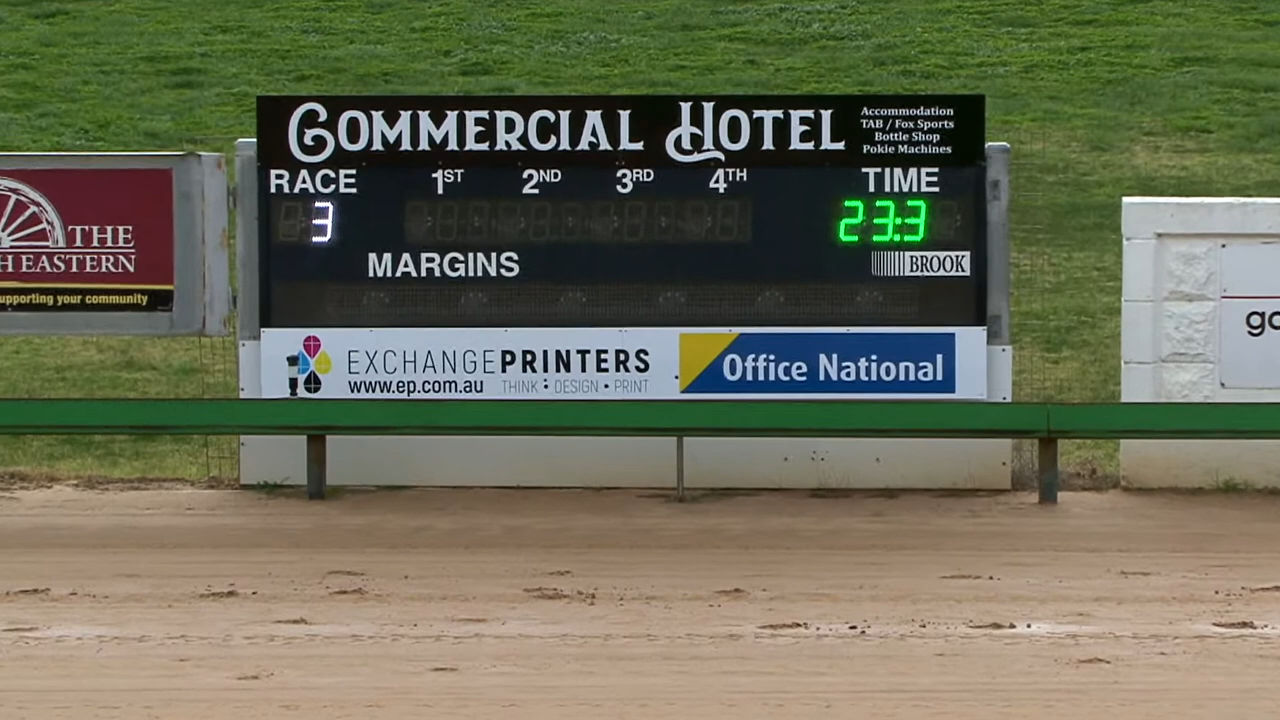 COMMERCIAL HOTEL
Accommodation
TAB / Fox Sports
Bottle Shop
Pokie Machines
RACE 1ST 2ND 3RD 4TH TIME
3 23:3
MARGINS
BROOK
THE
H EASTERN
upporting your community
EXCHANGEPRINTERS
www.ep.com.au THINK : DESIGN • PRINT
Office National
go